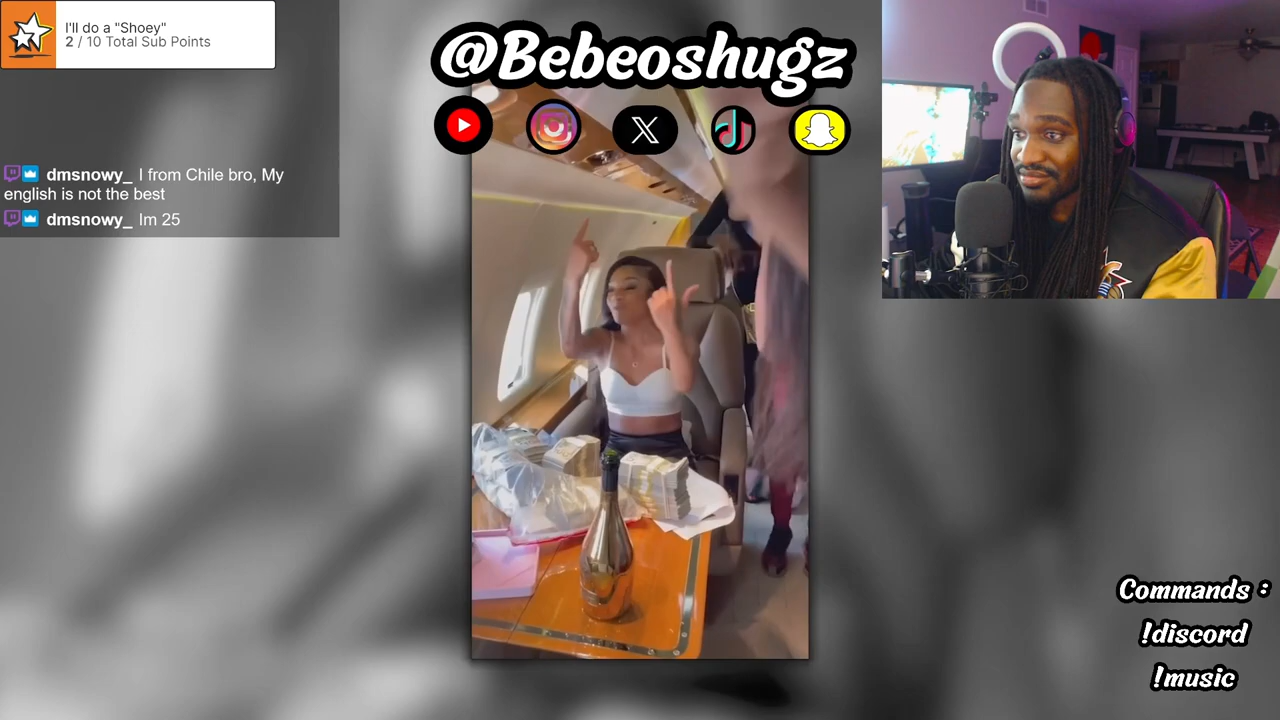 I'll do a "Shoey"
2 / 10 Total Sub Points
@Bebeoshugz
dmsnowy_ I from Chile bro, My
english is not the best
dmsnowy_ Im 25
Commands :
!discord
!music